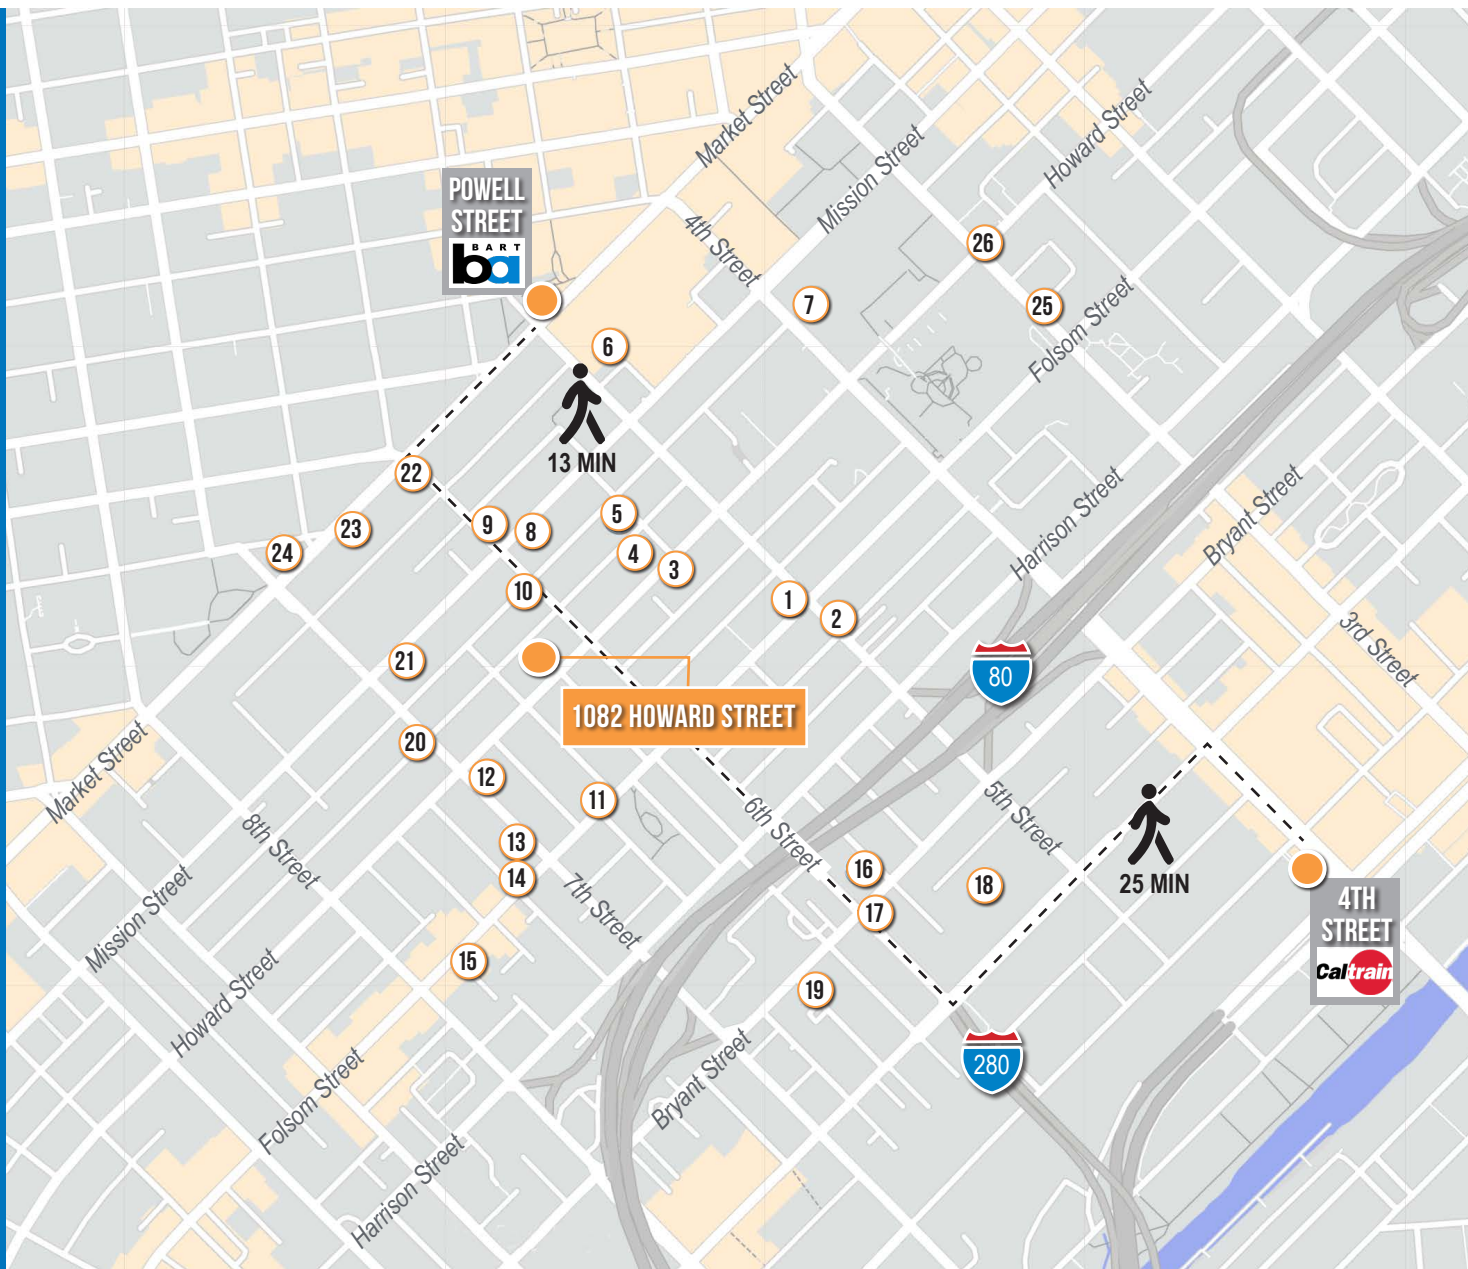 Market Street
Howard Street
Mission Street
POWELL
STREET
BART
ba
4th Street
26
7
25
Folsom Street
6
13 MIN
22
Harrison Street
Bryant Street
5
9
8
23
24
4
3
10
1
2
3rd Street
21
80
1082 HOWARD STREET
20
Market Street
12
11
6th Street
5th Street
8th Street
13
14
16
25 MIN
18
7th Street
17
4TH
STREET
Caltrain
Mission Street
15
19
Howard Street
280
Bryant Street
Folsom Street
Harrison Street